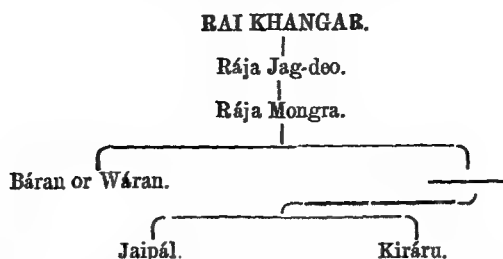 RAI KHANGAR.
Rája Jag-deo.
Rája Mongra.
Báran or Wáran.
Jaipál. Kiráru.